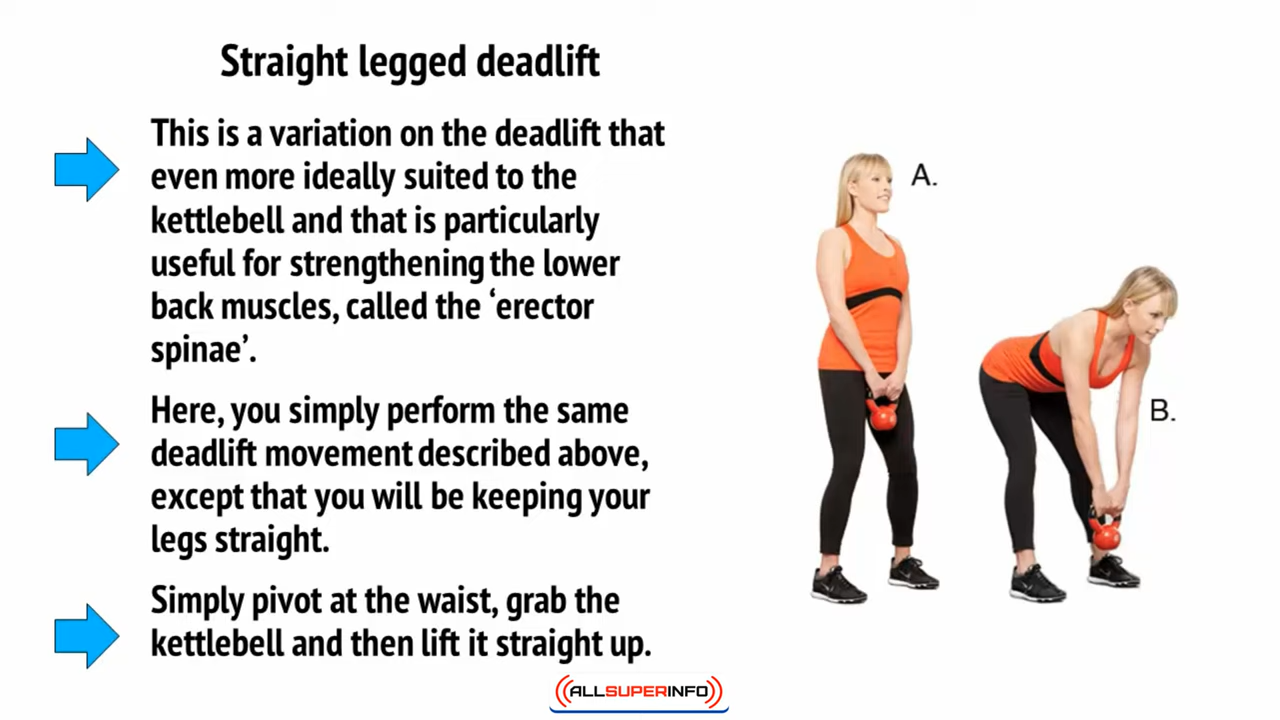 Straight legged deadlift
This is a variation on the deadlift that
even more ideally suited to the
kettlebell and that is particularly
useful for strengthening the lower
back muscles, called the ‘erector
spinae’.
Here, you simply perform the same
deadlift movement described above,
except that you will be keeping your
legs straight.
Simply pivot at the waist, grab the
kettlebell and then lift it straight up.
A.
B.
ALLSUPERINFO